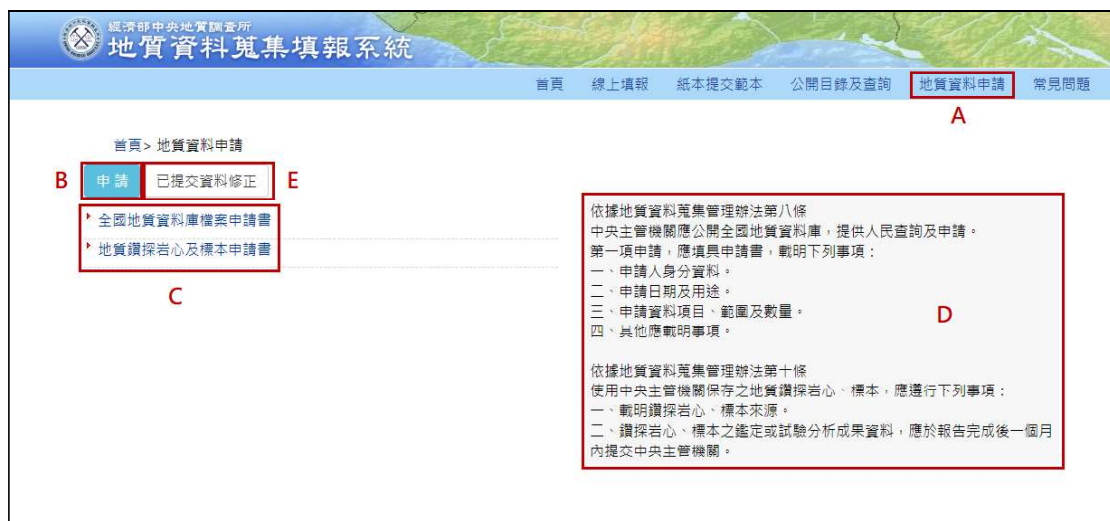 經濟部中央地質調查所
地質資料蒐集填報系統
首頁 線上填報 紙本提交範本 公開目錄及查詢 地質資料申請 常見問題
A
首頁> 地質資料申請
B 申請 已提交資料修正 E
全國地質資料庫檔案申請書
地質鑽探岩心及標本申請書
C
依據地質資料蒐集管理辦法第八條
中央主管機關應公開全國地質資料庫，提供人民查詢及申請。
第一項申請，應填具申請書，載明下列事項：
一、申請人身分資料。
二、申請日期及用途。
三、申請資料項目、範圍及數量。
四、其他應載明事項。
D
依據地質資料蒐集管理辦法第十條
使用中央主管機關保存之地質鑽探岩心、標本，應遵行下列事項：
一、載明鑽探岩心、標本來源。
二、鑽探岩心、標本之鑑定或試驗分析成果資料，應於報告完成後一個月
內提交中央主管機關。